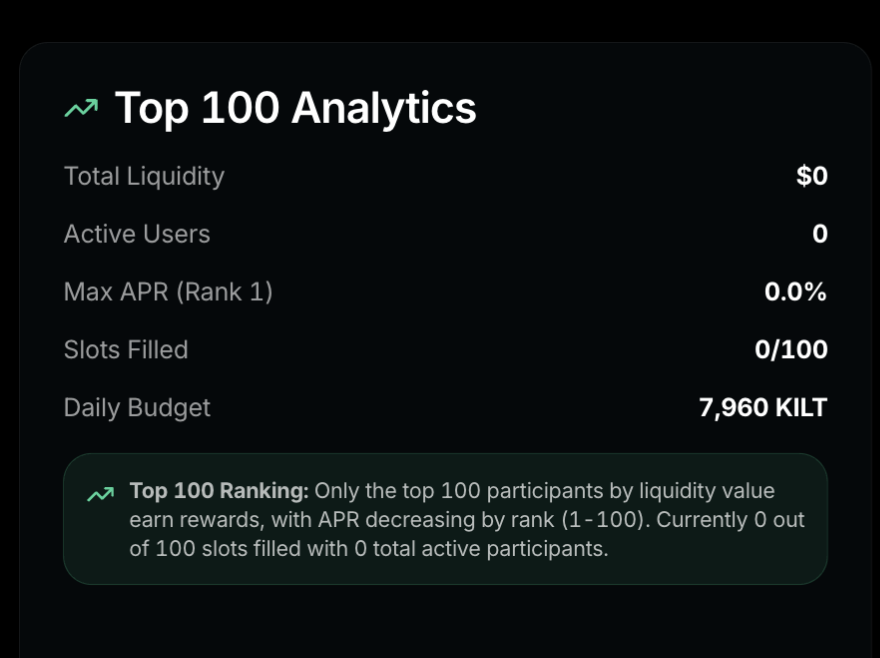 Top 100 Analytics
Total Liquidity $0
Active Users 0
Max APR (Rank 1) 0.0%
Slots Filled 0/100
Daily Budget 7,960 KILT
Top 100 Ranking: Only the top 100 participants by liquidity value
earn rewards, with APR decreasing by rank (1-100). Currently 0 out
of 100 slots filled with 0 total active participants.